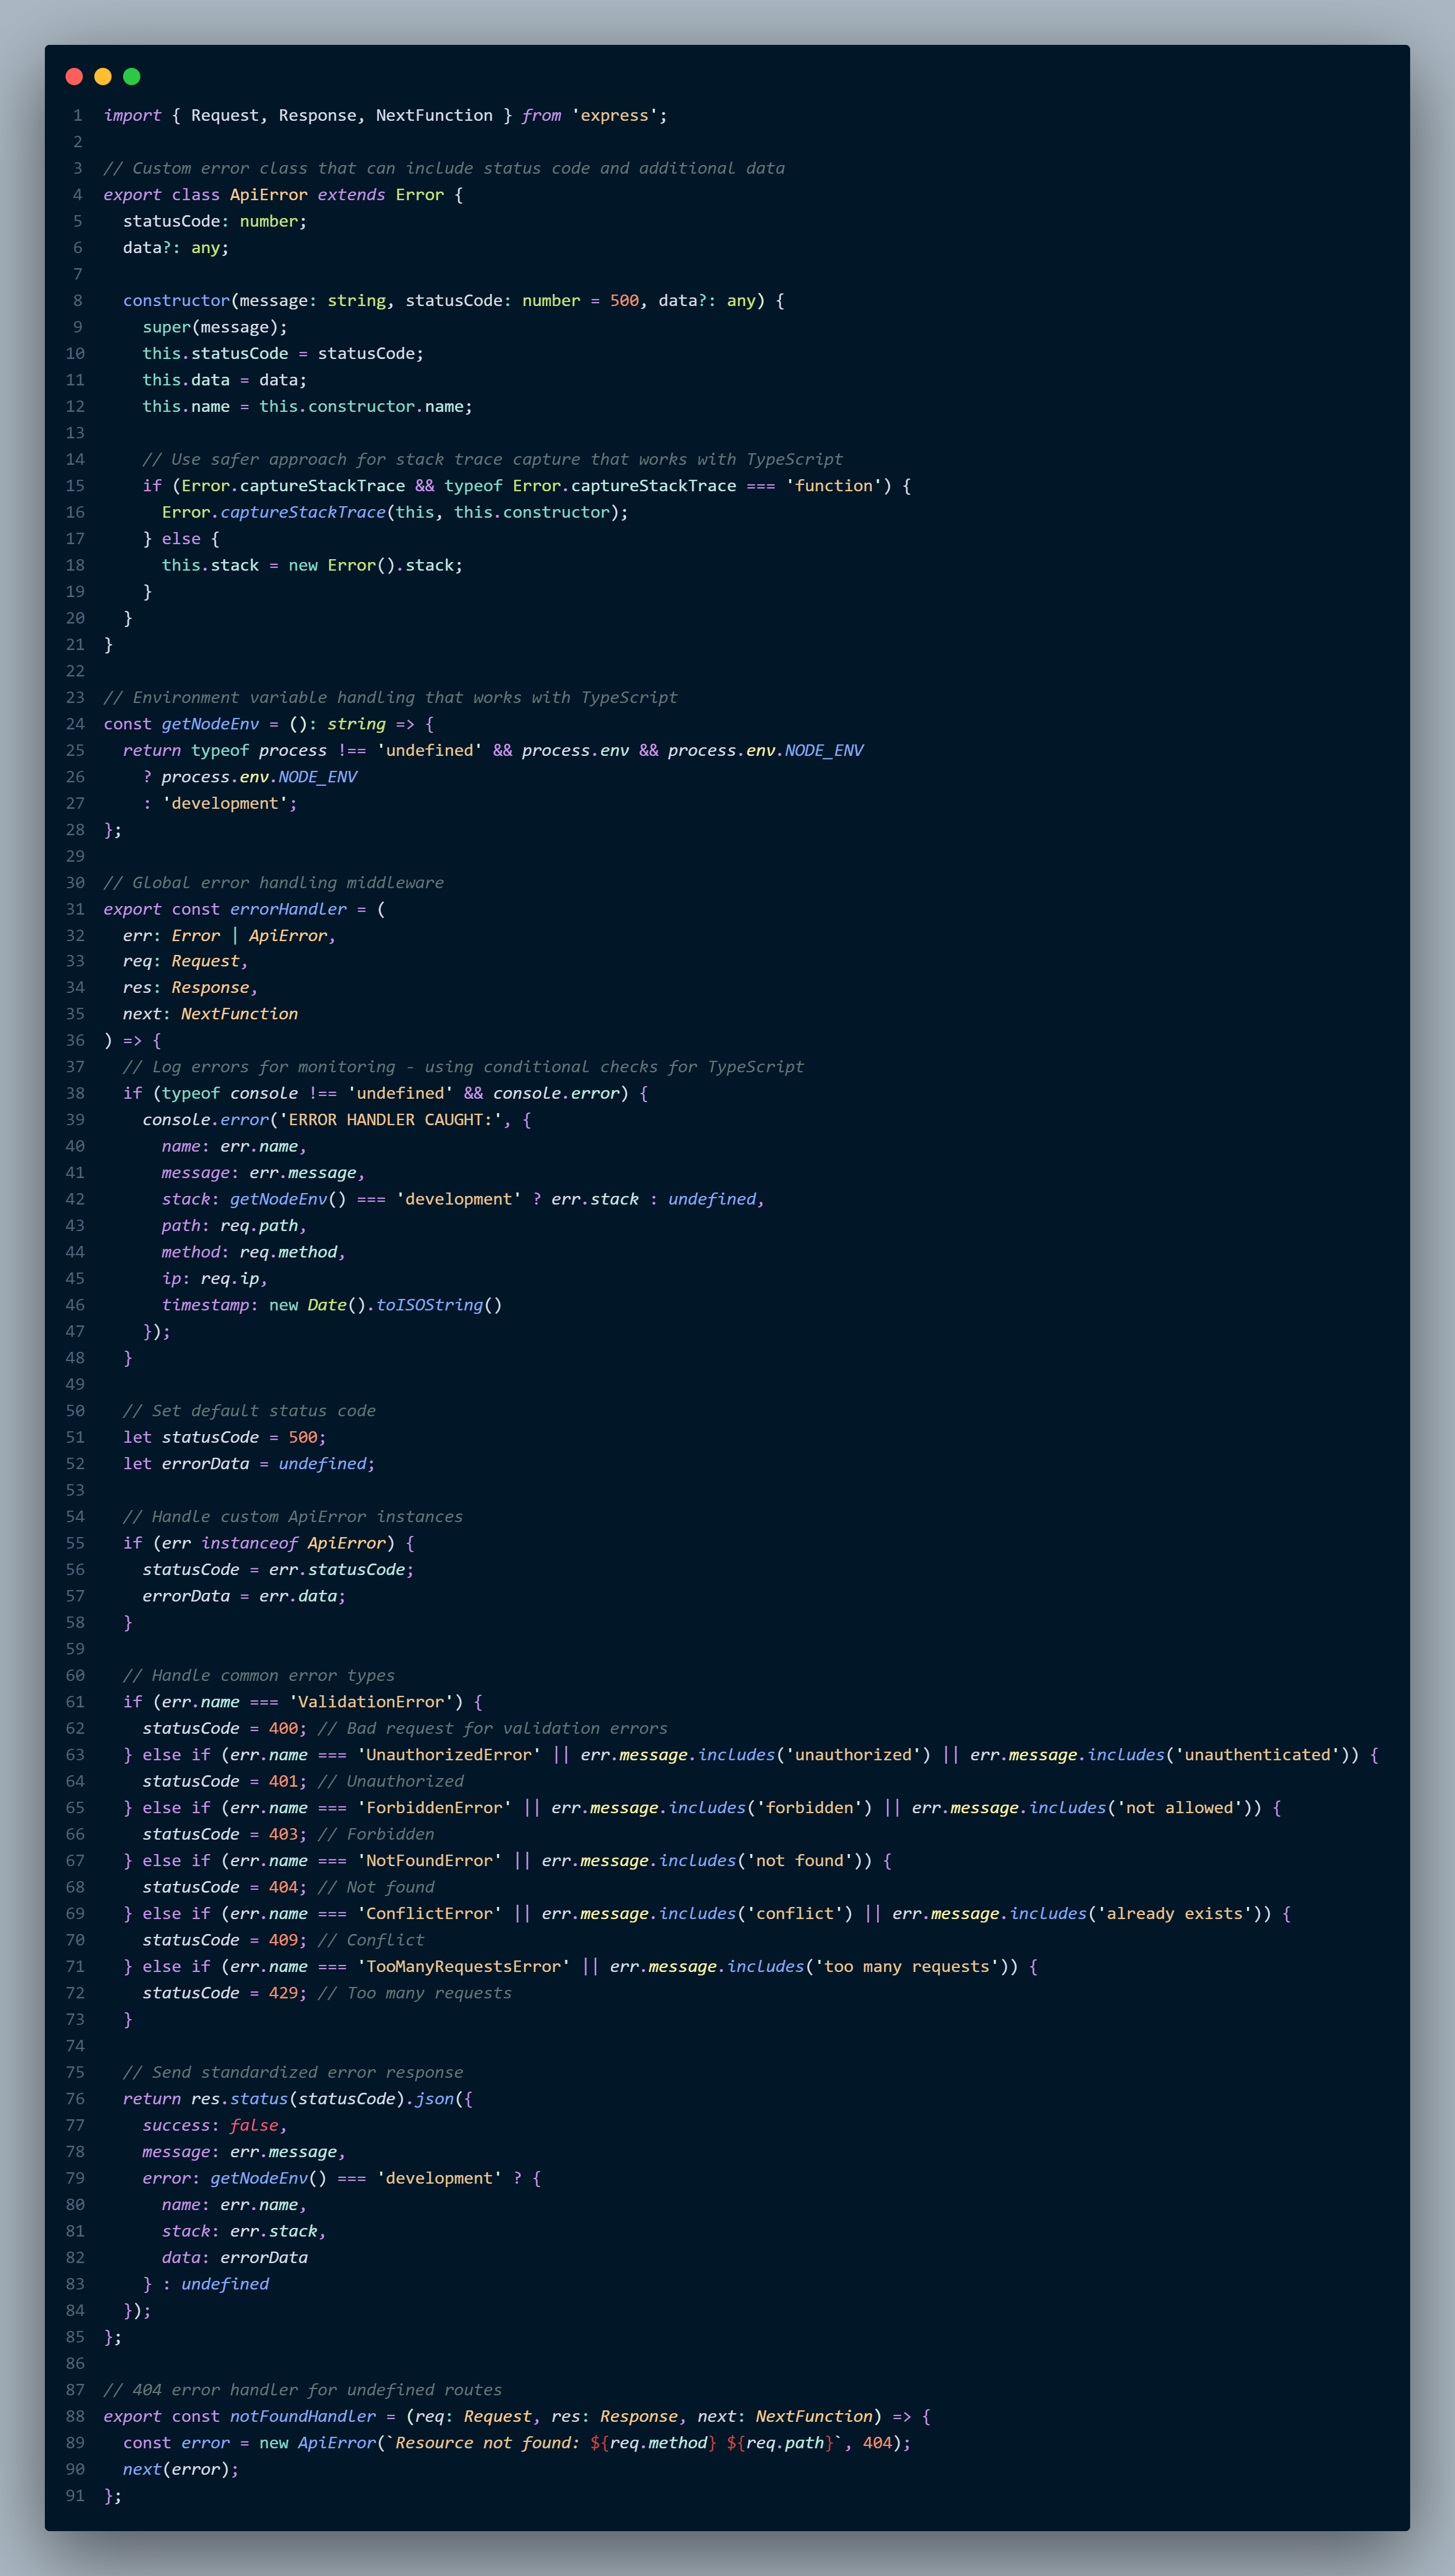 1 import { Request, Response, NextFunction } from 'express';
2
3 // Custom error class that can include status code and additional data
4 export class ApiError extends Error {
5   statusCode: number;
6   data?: any;
7
8   constructor(message: string, statusCode: number = 500, data?: any) {
9     super(message);
10     this.statusCode = statusCode;
11     this.data = data;
12     this.name = this.constructor.name;
13
14     // Use safer approach for stack trace capture that works with TypeScript
15     if (Error.captureStackTrace && typeof Error.captureStackTrace === 'function') {
16       Error.captureStackTrace(this, this.constructor);
17     } else {
18       this.stack = new Error().stack;
19     }
20   }
21 }
22
23 // Environment variable handling that works with TypeScript
24 const getNodeEnv = (): string => {
25   return typeof process !== 'undefined' && process.env && process.env.NODE_ENV
26     ? process.env.NODE_ENV
27     : 'development';
28 };
29
30 // Global error handling middleware
31 export const errorHandler = (
32   err: Error | ApiError,
33   req: Request,
34   res: Response,
35   next: NextFunction
36 ) => {
37   // Log errors for monitoring - using conditional checks for TypeScript
38   if (typeof console !== 'undefined' && console.error) {
39     console.error('ERROR HANDLER CAUGHT:', {
40       name: err.name,
41       message: err.message,
42       stack: getNodeEnv() === 'development' ? err.stack : undefined,
43       path: req.path,
44       method: req.method,
45       ip: req.ip,
46       timestamp: new Date().toISOString()
47     });
48   }
49
50   // Set default status code
51   let statusCode = 500;
52   let errorData = undefined;
53
54   // Handle custom ApiError instances
55   if (err instanceof ApiError) {
56     statusCode = err.statusCode;
57     errorData = err.data;
58   }
59
60   // Handle common error types
61   if (err.name === 'ValidationError') {
62     statusCode = 400; // Bad request for validation errors
63   } else if (err.name === 'UnauthorizedError' || err.message.includes('unauthorized') || err.message.includes('unauthenticated')) {
64     statusCode = 401; // Unauthorized
65   } else if (err.name === 'ForbiddenError' || err.message.includes('forbidden') || err.message.includes('not allowed')) {
66     statusCode = 403; // Forbidden
67   } else if (err.name === 'NotFoundError' || err.message.includes('not found')) {
68     statusCode = 404; // Not found
69   } else if (err.name === 'ConflictError' || err.message.includes('conflict') || err.message.includes('already exists')) {
70     statusCode = 409; // Conflict
71   } else if (err.name === 'TooManyRequestsError' || err.message.includes('too many requests')) {
72     statusCode = 429; // Too many requests
73   }
74
75   // Send standardized error response
76   return res.status(statusCode).json({
77     success: false,
78     message: err.message,
79     error: getNodeEnv() === 'development' ? {
80       name: err.name,
81       stack: err.stack,
82       data: errorData
83     } : undefined
84   });
85 };
86
87 // 404 error handler for undefined routes
88 export const notFoundHandler = (req: Request, res: Response, next: NextFunction) => {
89   const error = new ApiError(`Resource not found: ${req.method} ${req.path}`, 404);
90   next(error);
91 };